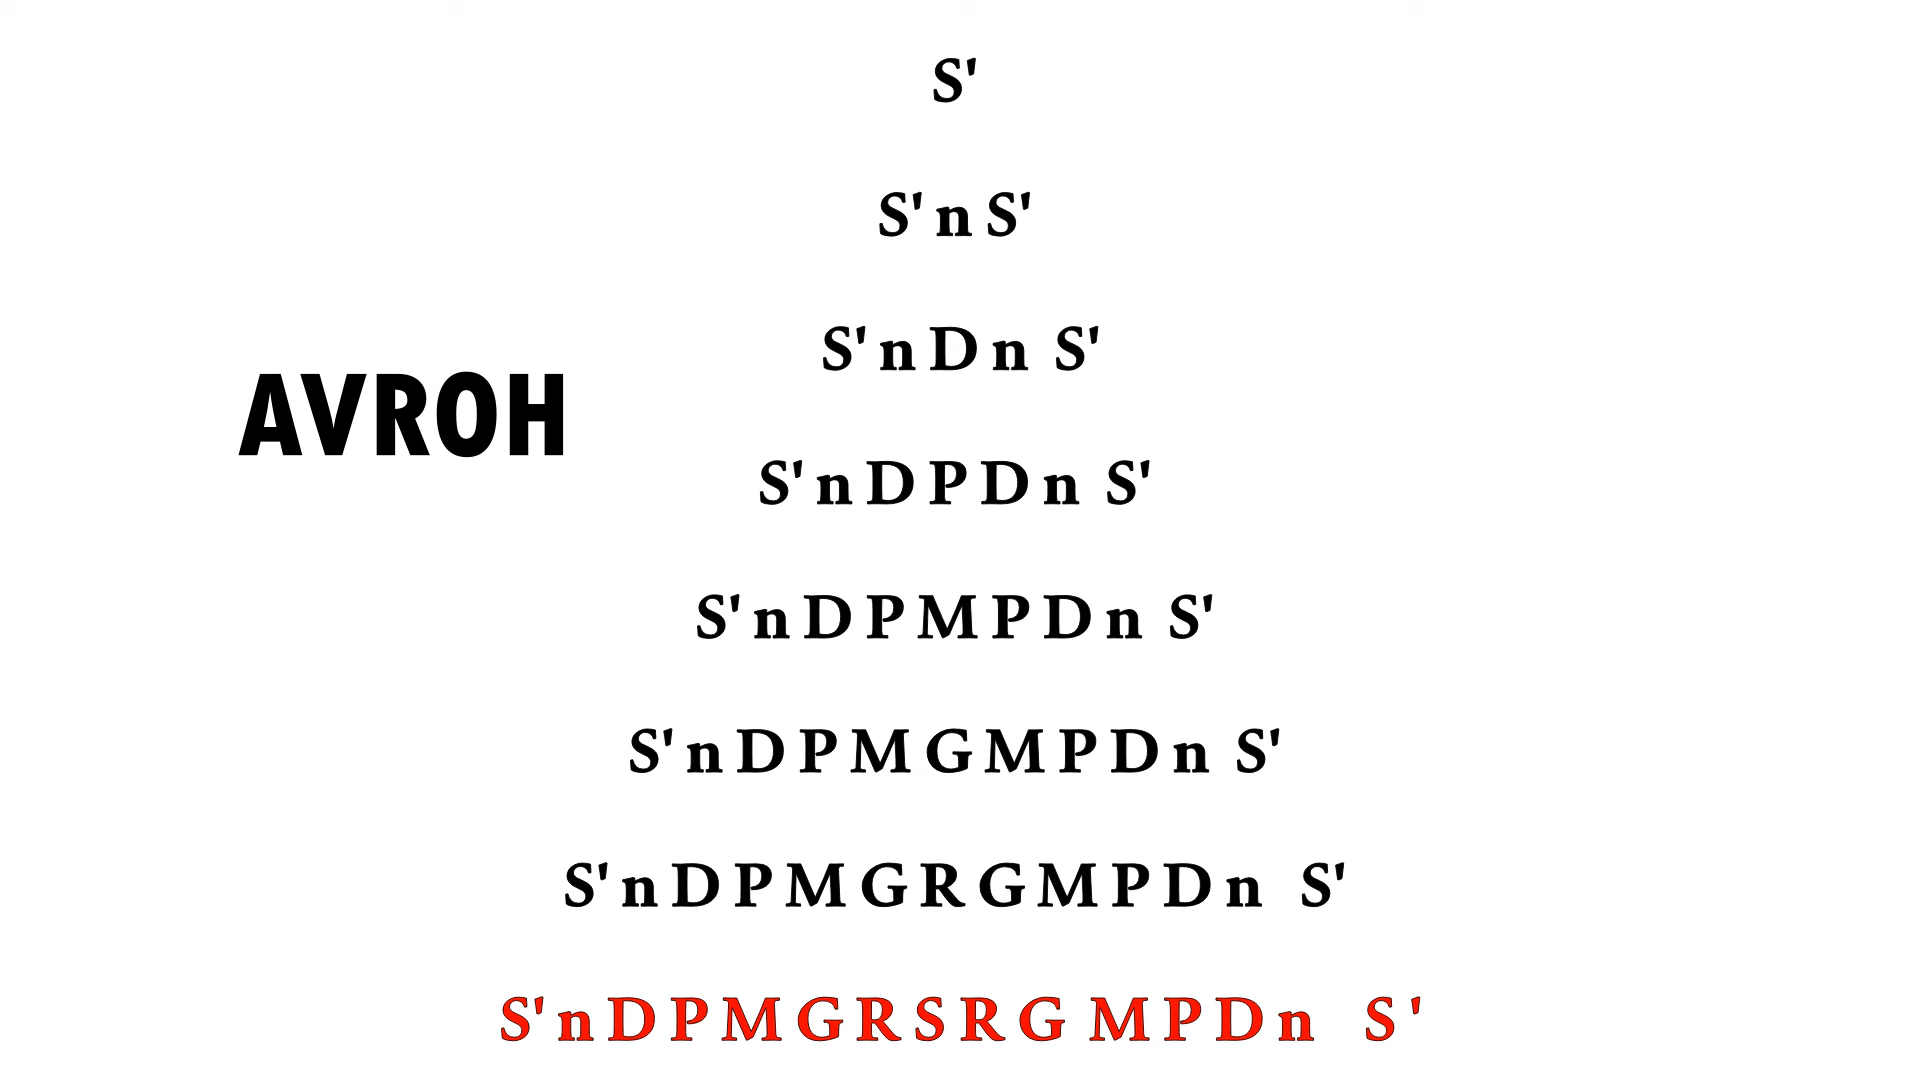 S'
S' n S'
S' n D n S'
AVROH
S' n D P D n S'
S' n D P M P D n S'
S' n D P M G M P D n S'
S' n D P M G R G M P D n S'
S' n D P M G R S R G M P D n S '